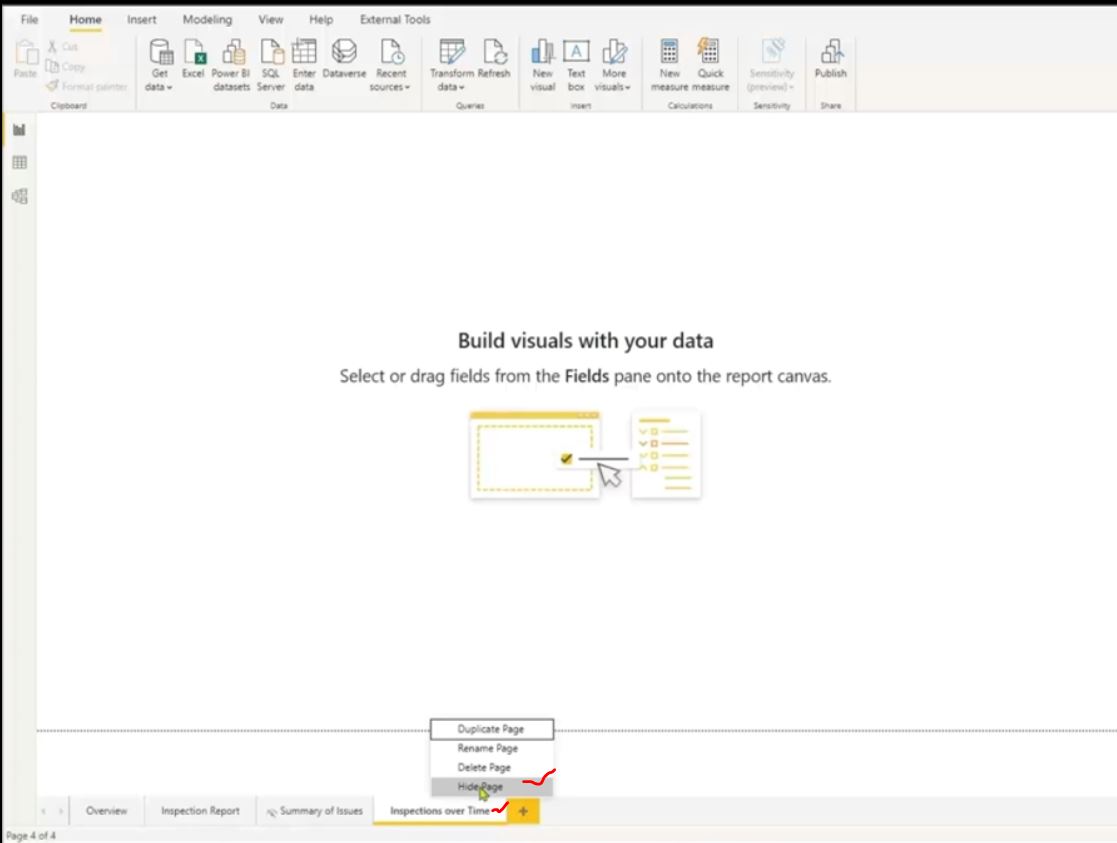 File Home Insert Modeling View Help External Tools
Paste
Cut
Copy
Format painter
Clipboard
Get data
Excel
Power BI datasets
SQL Server
Enter data
Dataverse
Recent sources
Data
Transform data
Refresh
Queries
New visual
Text box
More visuals
Insert
New measure
Quick measure
Calculations
Sensitivity (preview)
Sensitivity
Publish
Share
Build visuals with your data
Select or drag fields from the Fields pane onto the report canvas.
Duplicate Page
Rename Page
Delete Page
Hide Page
Overview Inspection Report Summary of Issues Inspections over Time +
Page 4 of 4